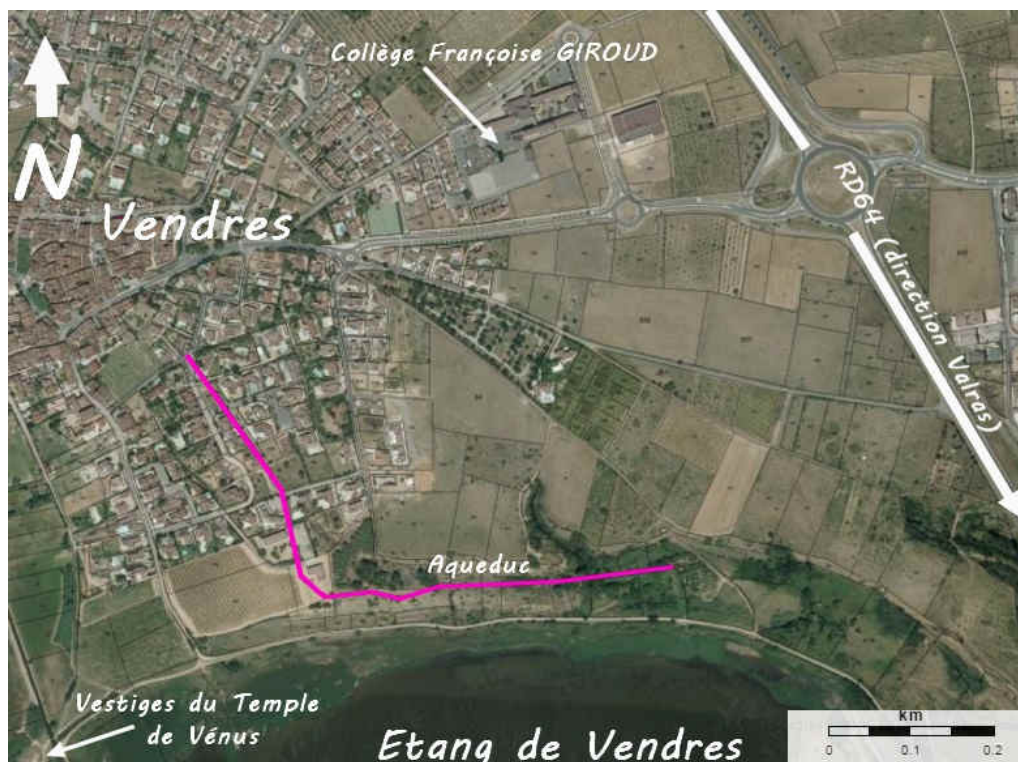 Collège Françoise GIROUD
N
Vendres
RD64 (direction Valras)
Aqueduc
Vestiges du Temple
de Vénus
Etang de Vendres
km
0 0.1 0.2